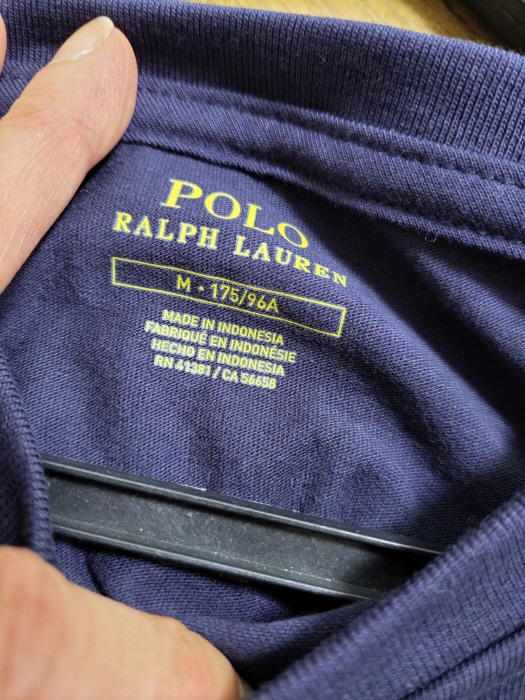 POLO
RALPH LAUREN
M • 175/96A
MADE IN INDONESIA
FABRIQUÉ EN INDONÉSIE
HECHO EN INDONESIA
RN 41381 / CA 56658